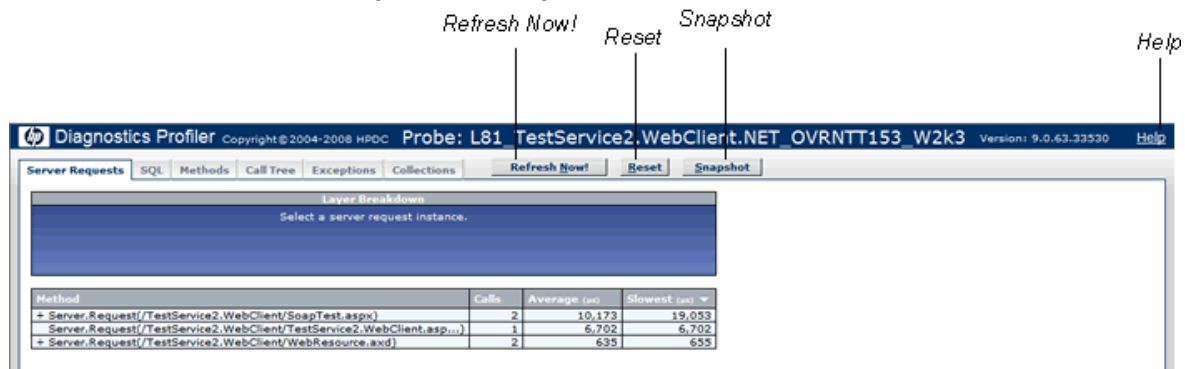 Refresh Now!
Reset
Snapshot
Help
hp Diagnostics Profiler Copyright©2004-2008 HPDC Probe: L81_TestService2.WebClient.NET_OVRNTT153_W2k3 Version: 9.0.63.33530 Help
Server Requests SQL Methods Call Tree Exceptions Collections Refresh Now! Reset Snapshot
Layer Breakdown
Select a server request instance.
Method Calls Average (µs) Slowest (µs)
+ Server.Request(/TestService2.WebClient/SoapTest.aspx) 2 10,173 19,053
Server.Request(/TestService2.WebClient/TestService2.WebClient.asp...) 1 6,702 6,702
+ Server.Request(/TestService2.WebClient/WebResource.axd) 2 635 655